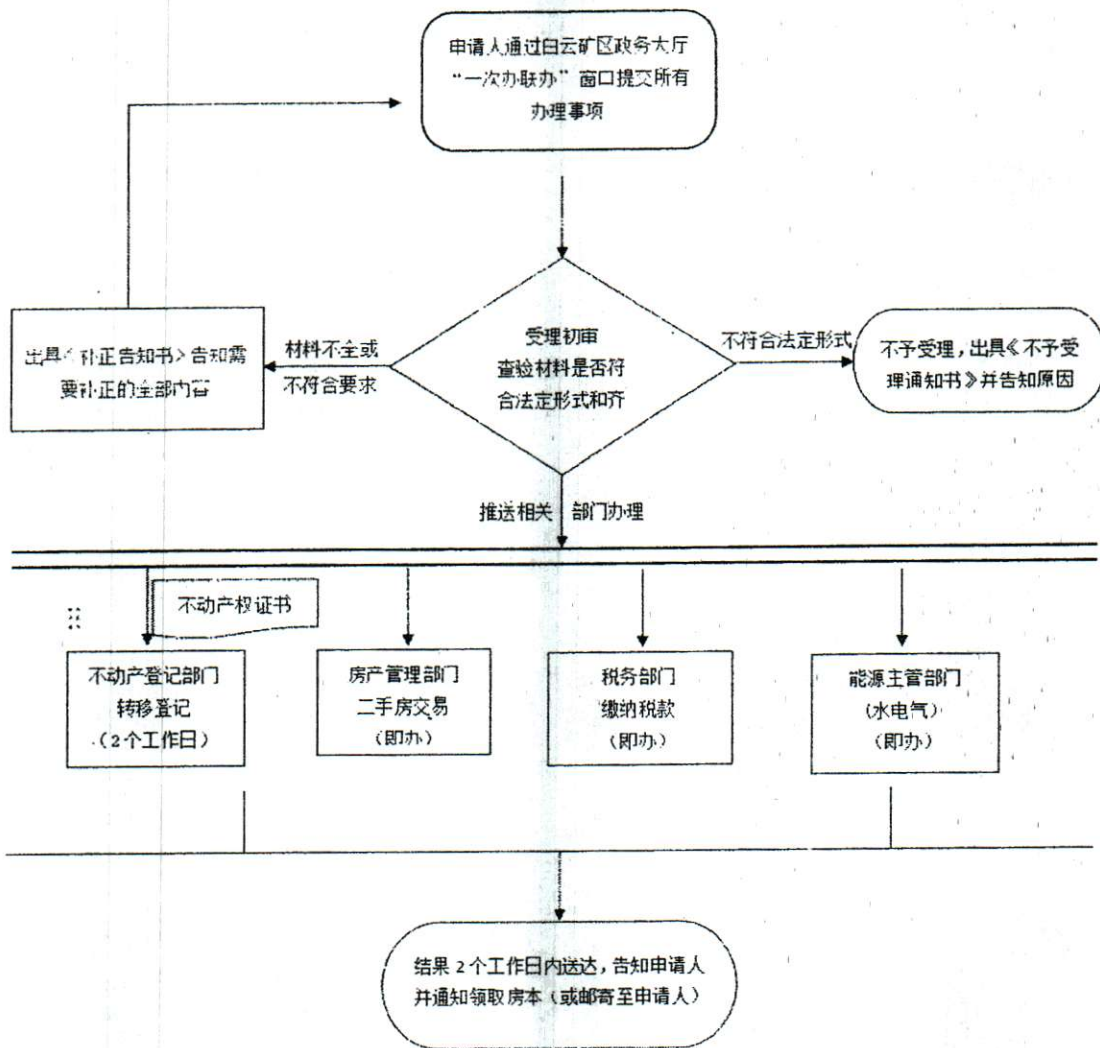 申请人通过白云矿区政务大厅
“一次办联办”窗口提交所有
办理事项
出具《补正告知书》告知需
要补正的全部内容
材料不全或
不符合要求
受理初审
查验材料是否符
合法定形式和齐
不符合法定形式
不予受理，出具《不予受
理通知书》并告知原因
推送相关 部门办理
不动产权证书
不动产登记部门
转移登记
（2个工作日）
房产管理部门
二手房交易
（即办）
税务部门
缴纳税款
（即办）
能源主管部门
（水电气）
（即办）
结果2个工作日内送达，告知申请人
并通知领取房本（或邮寄至申请人）